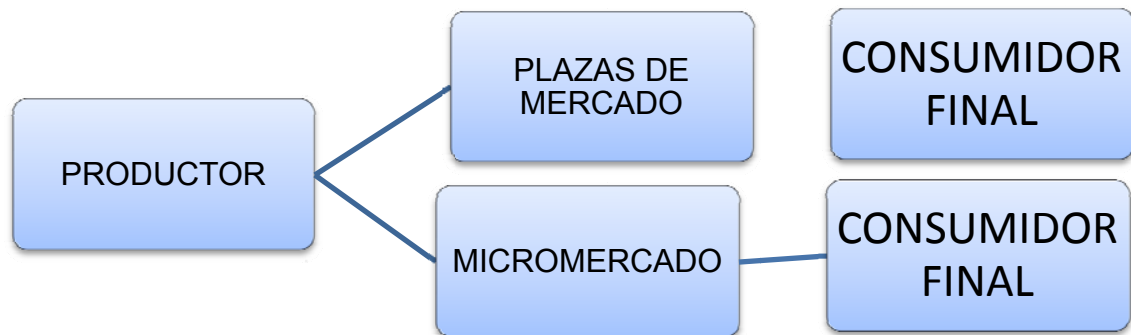 PRODUCTOR
PLAZAS DE
MERCADO
CONSUMIDOR
FINAL
MICROMERCADO
CONSUMIDOR
FINAL